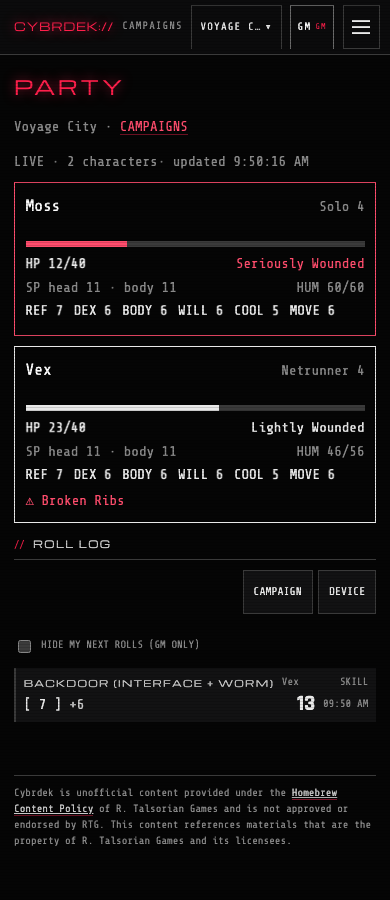 CYBRDEK://
CAMPAIGNS
VOYAGE C… ▾
GM GM
PARTY
Voyage City · CAMPAIGNS
LIVE · 2 characters· updated 9:50:16 AM
Moss Solo 4
HP 12/40 Seriously Wounded
SP head 11 · body 11 HUM 60/60
REF 7 DEX 6 BODY 6 WILL 6 COOL 5 MOVE 6
Vex Netrunner 4
HP 23/40 Lightly Wounded
SP head 11 · body 11 HUM 46/56
REF 7 DEX 6 BODY 6 WILL 6 COOL 5 MOVE 6
⚠ Broken Ribs
// ROLL LOG
CAMPAIGN DEVICE
HIDE MY NEXT ROLLS (GM ONLY)
BACKDOOR (INTERFACE + WORM) Vex SKILL
[ 7 ] +6 13 09:50 AM
Cybrdek is unofficial content provided under the Homebrew
Content Policy of R. Talsorian Games and is not approved or
endorsed by RTG. This content references materials that are the
property of R. Talsorian Games and its licensees.